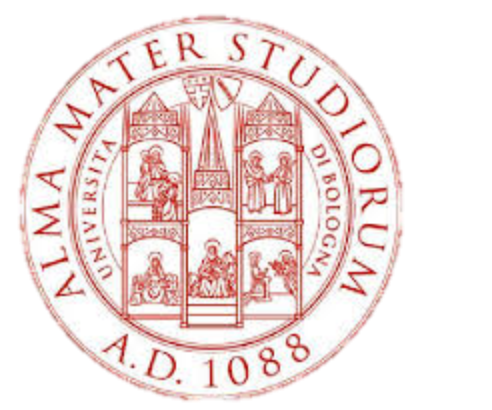 ALMA MATER STUDIORUM
A.D. 1088
UNIVERSITÀ DI BOLOGNA